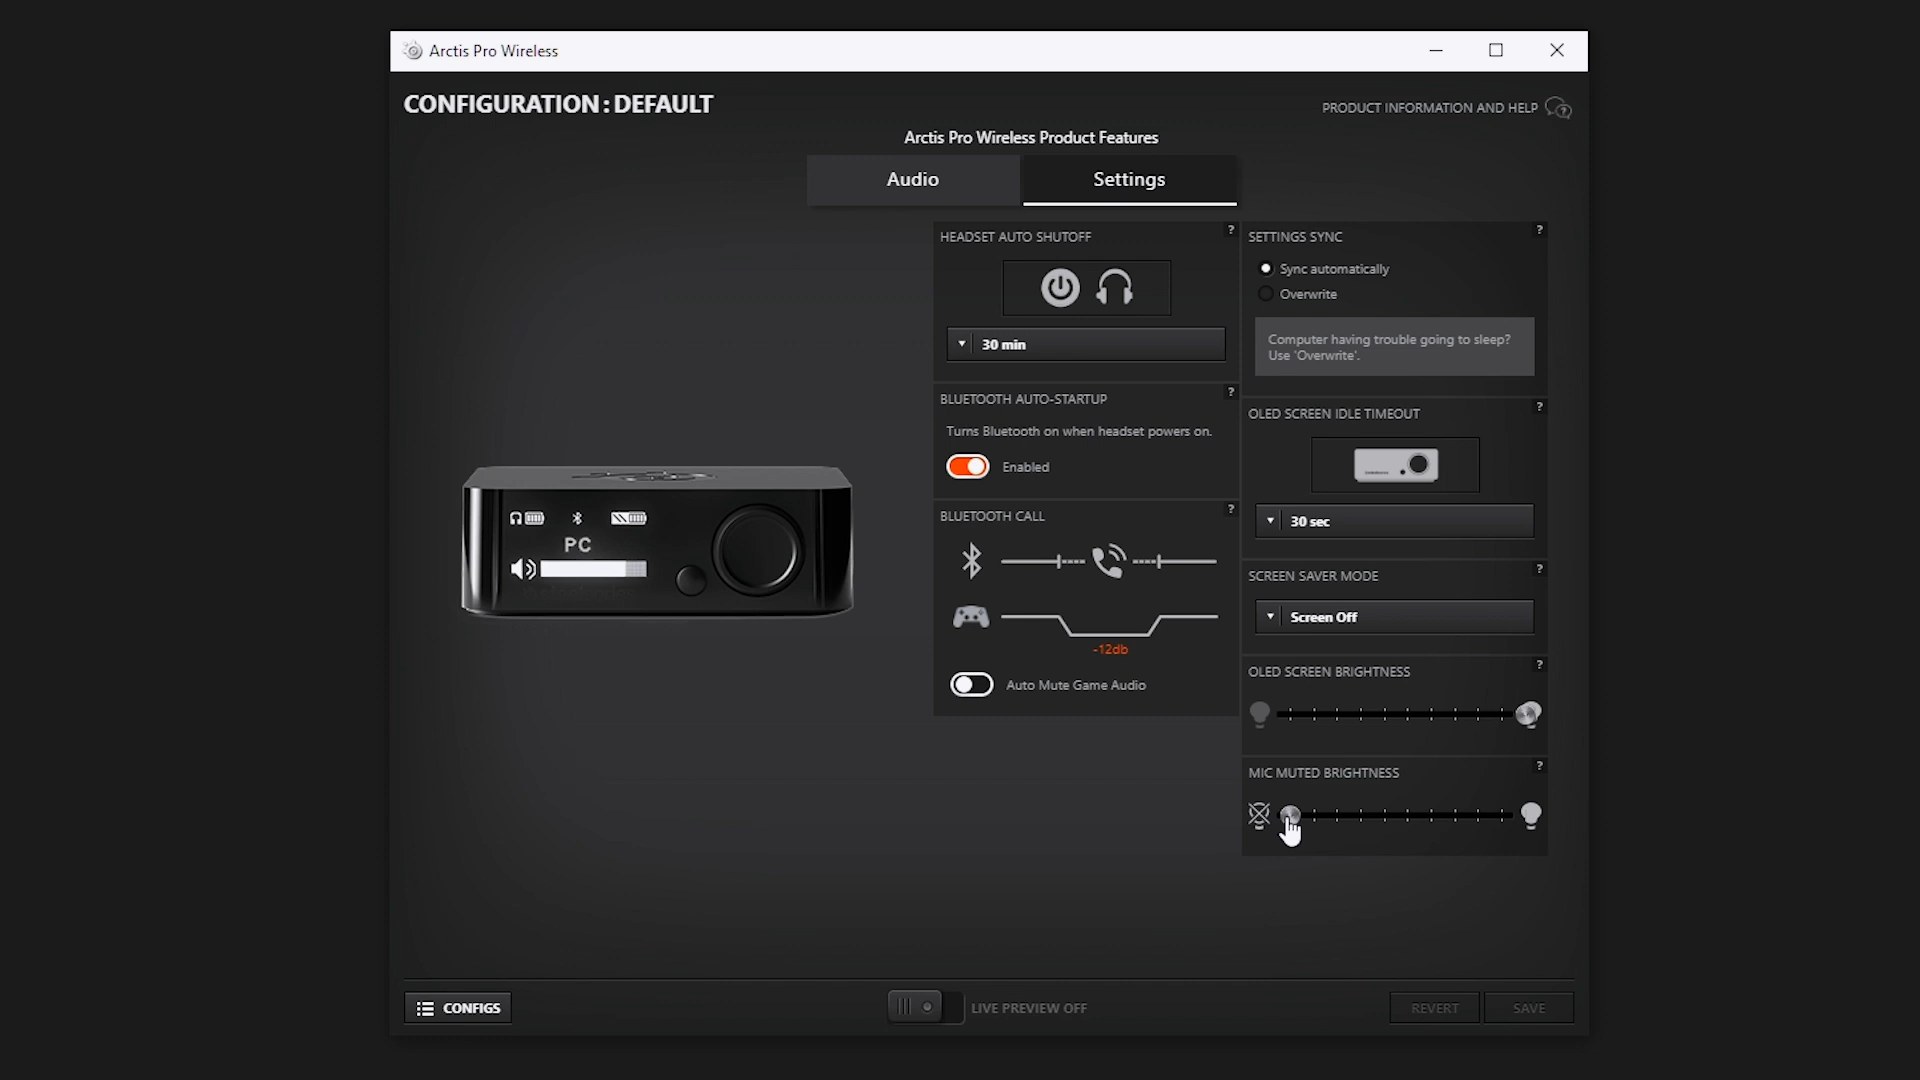 Arctis Pro Wireless
CONFIGURATION : DEFAULT
PRODUCT INFORMATION AND HELP
Arctis Pro Wireless Product Features
Audio
Settings
HEADSET AUTO SHUTOFF
?
30 min
BLUETOOTH AUTO-STARTUP
?
Turns Bluetooth on when headset powers on.
Enabled
BLUETOOTH CALL
?
-12db
Auto Mute Game Audio
SETTINGS SYNC
?
Sync automatically
Overwrite
Computer having trouble going to sleep?
Use 'Overwrite'.
OLED SCREEN IDLE TIMEOUT
?
30 sec
SCREEN SAVER MODE
?
Screen Off
OLED SCREEN BRIGHTNESS
?
MIC MUTED BRIGHTNESS
?
PC
CONFIGS
LIVE PREVIEW OFF
REVERT
SAVE